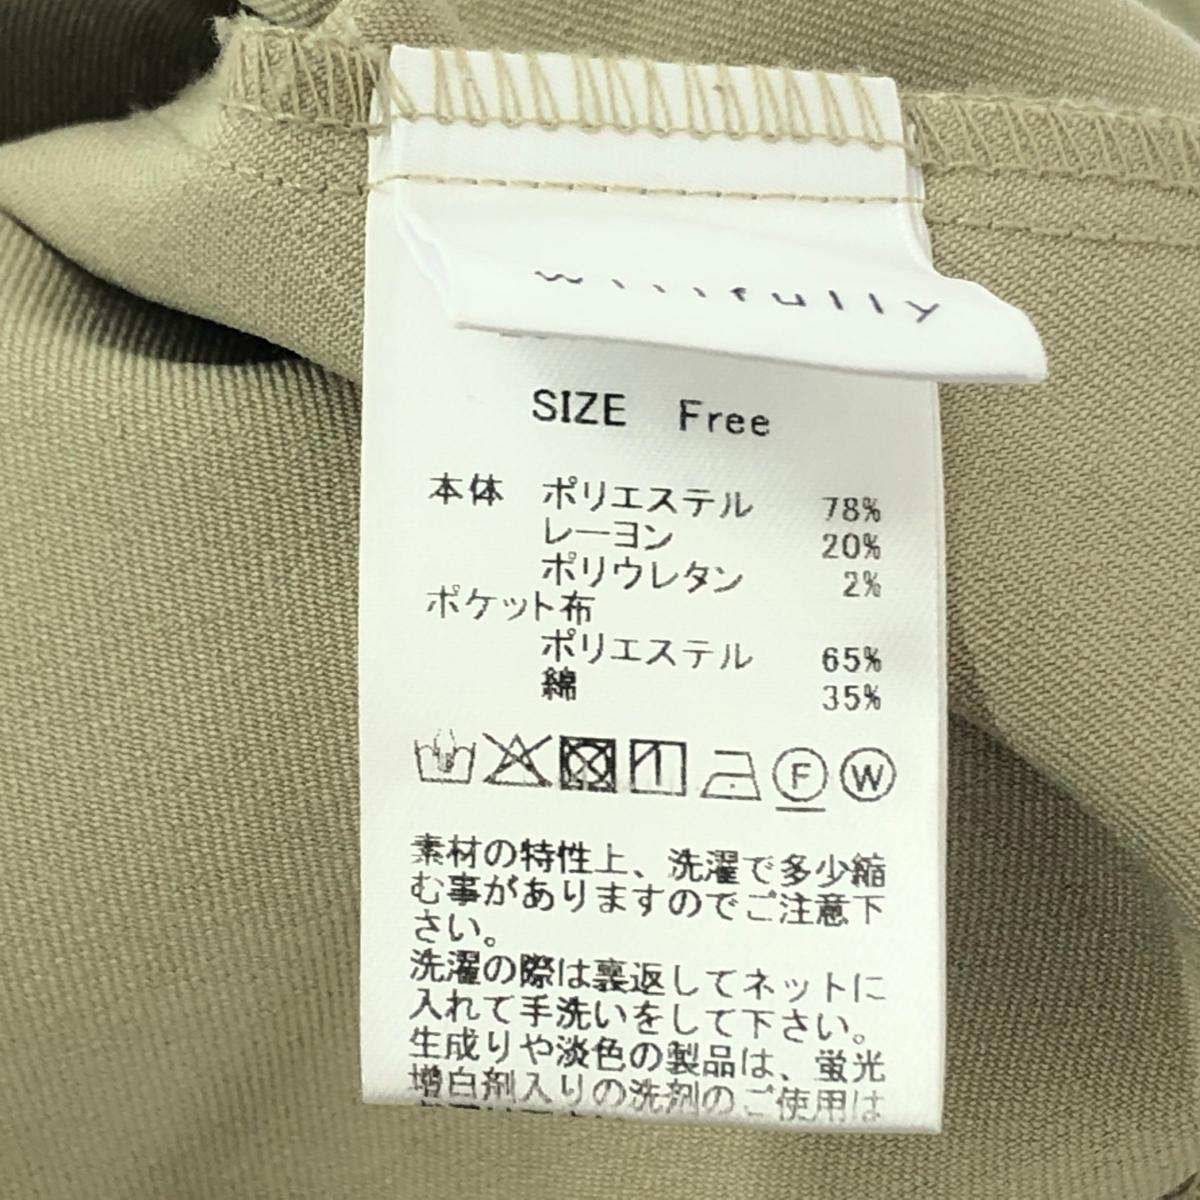 willfully
SIZE Free
本体 ポリエステル 78%
レーヨン 20%
ポリウレタン 2%
ポケット布
ポリエステル 65%
綿 35%
F W
素材の特性上、洗濯で多少縮
む事がありますのでご注意下
さい。
洗濯の際は裏返してネットに
入れて手洗いをして下さい。
生成りや淡色の製品は、蛍光
増白剤入りの洗剤のご使用は